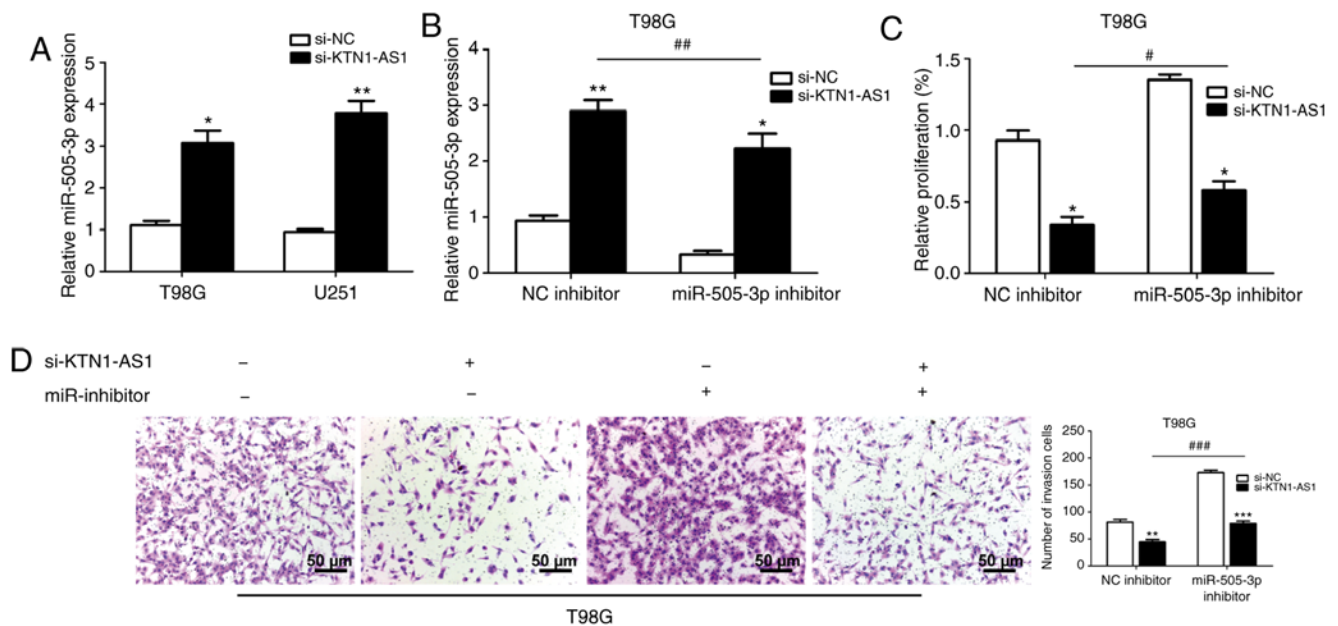 A
si-NC
si-KTN1-AS1
Relative miR-505-3p expression
5
4
3
2
1
0
*
**
T98G
U251
B
T98G
##
si-NC
si-KTN1-AS1
Relative miR-505-3p expression
4
3
2
1
0
**
*
NC inhibitor
miR-505-3p inhibitor
C
T98G
#
si-NC
si-KTN1-AS1
Relative proliferation (%)
1.5
1.0
0.5
0.0
*
*
NC inhibitor
miR-505-3p inhibitor
D
si-KTN1-AS1 – + – +
miR-inhibitor – – + +
50 µm
50 µm
50 µm
50 µm
T98G
T98G
###
si-NC
si-KTN1-AS1
Number of invasion cells
250
200
150
100
50
0
**
***
NC inhibitor
miR-505-3p
inhibitor